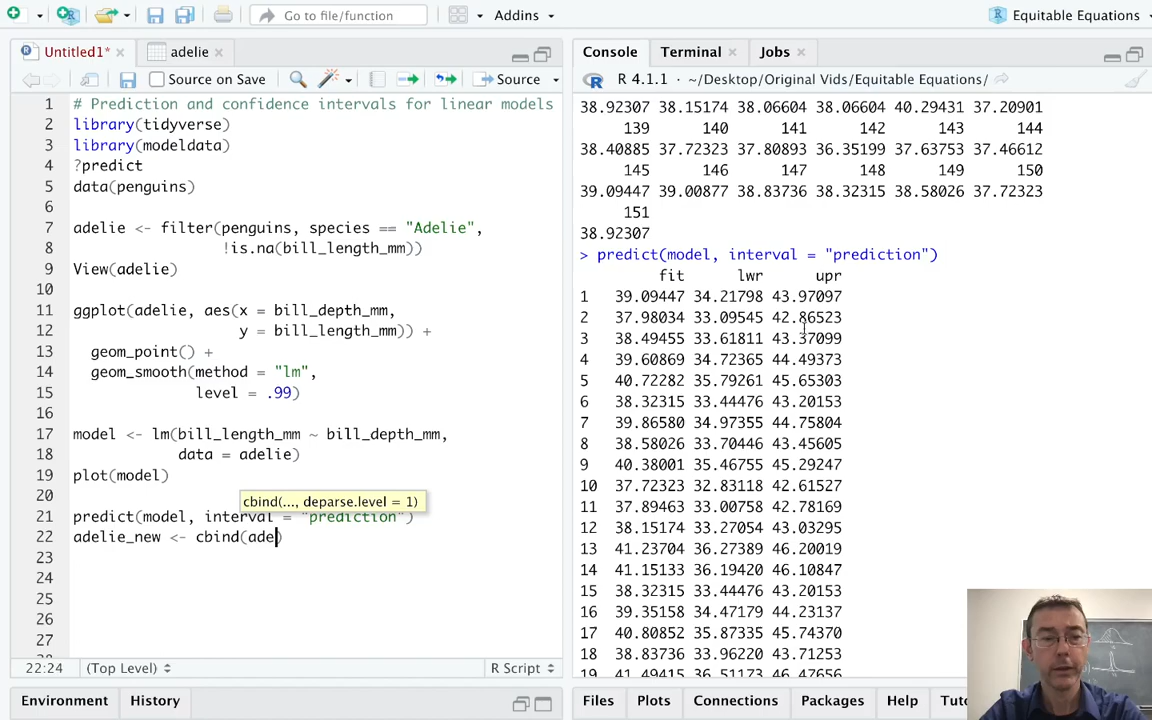 Go to file/function
Addins
Equitable Equations
Untitled1*
adelie
Source on Save
Source
1 # Prediction and confidence intervals for linear models
2 library(tidyverse)
3 library(modeldata)
4 ?predict
5 data(penguins)
6
7 adelie <- filter(penguins, species == "Adelie",
8 !is.na(bill_length_mm))
9 View(adelie)
10
11 ggplot(adelie, aes(x = bill_depth_mm,
12 y = bill_length_mm)) +
13 geom_point() +
14 geom_smooth(method = "lm",
15 level = .99)
16
17 model <- lm(bill_length_mm ~ bill_depth_mm,
18 data = adelie)
19 plot(model)
20
cbind(..., deparse.level = 1)
21 predict(model, interval = "prediction")
22 adelie_new <- cbind(ade)
23
24
25
26
27
22:24 (Top Level) R Script
Environment History
Console Terminal Jobs
R 4.1.1 · ~/Desktop/Original Vids/Equitable Equations/
38.92307 38.15174 38.06604 38.06604 40.29431 37.20901
139 140 141 142 143 144
38.40885 37.72323 37.80893 36.35199 37.63753 37.46612
145 146 147 148 149 150
39.09447 39.00877 38.83736 38.32315 38.58026 37.72323
151
38.92307
> predict(model, interval = "prediction")
fit lwr upr
1 39.09447 34.21798 43.97097
2 37.98034 33.09545 42.86523
3 38.49455 33.61811 43.37099
4 39.60869 34.72365 44.49373
5 40.72282 35.79261 45.65303
6 38.32315 33.44476 43.20153
7 39.86580 34.97355 44.75804
8 38.58026 33.70446 43.45605
9 40.38001 35.46755 45.29247
10 37.72323 32.83118 42.61527
11 37.89463 33.00758 42.78169
12 38.15174 33.27054 43.03295
13 41.23704 36.27389 46.20019
14 41.15133 36.19420 46.10847
15 38.32315 33.44476 43.20153
16 39.35158 34.47179 44.23137
17 40.80852 35.87335 45.74370
18 38.83736 33.96220 43.71253
19 41.49415 36.51173 46.47656
Files Plots Connections Packages Help Tuto